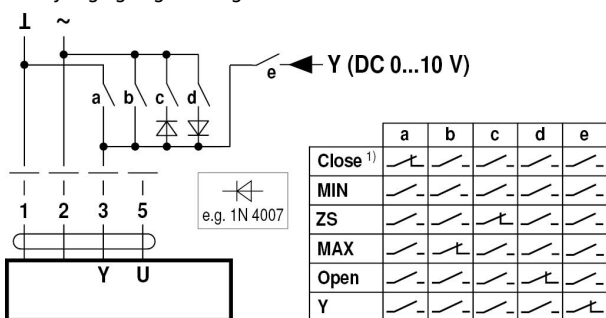 ⊥ ~
a b c d e Y (DC 0...10 V)
1 2 3 5
e.g. 1N 4007
Y U
a b c d e
Close 1)
MIN
ZS
MAX
Open
Y